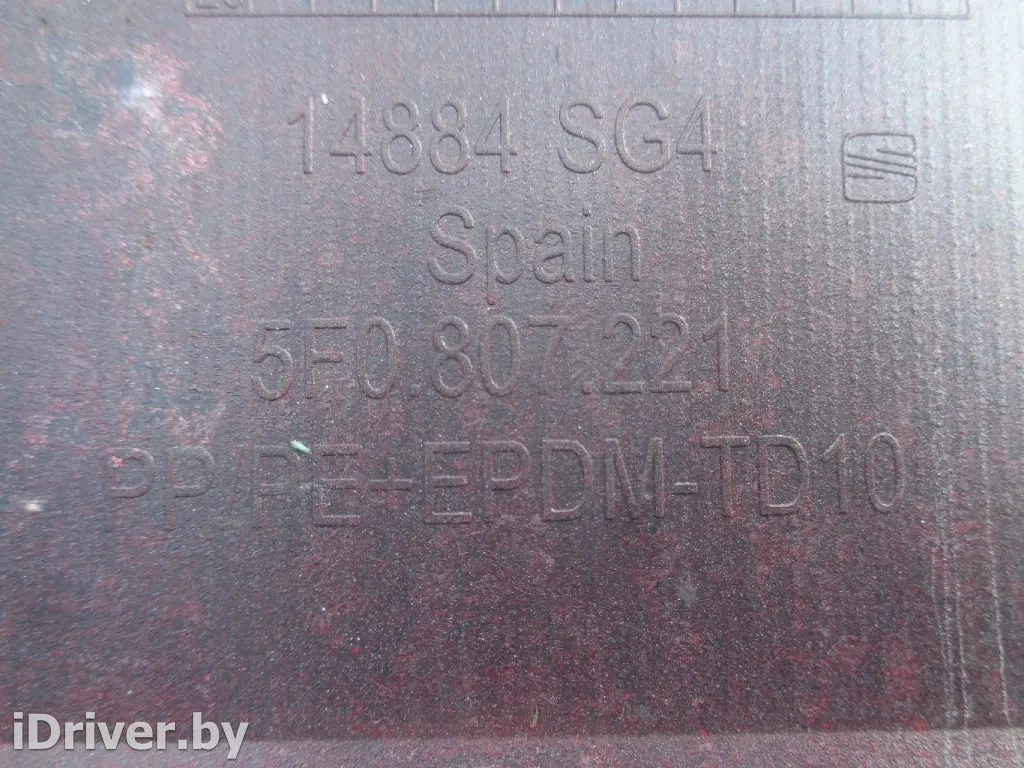 14884 SG4
Spain
5F0.807.221
PP/PE+EPDM-TD10
iDriver.by